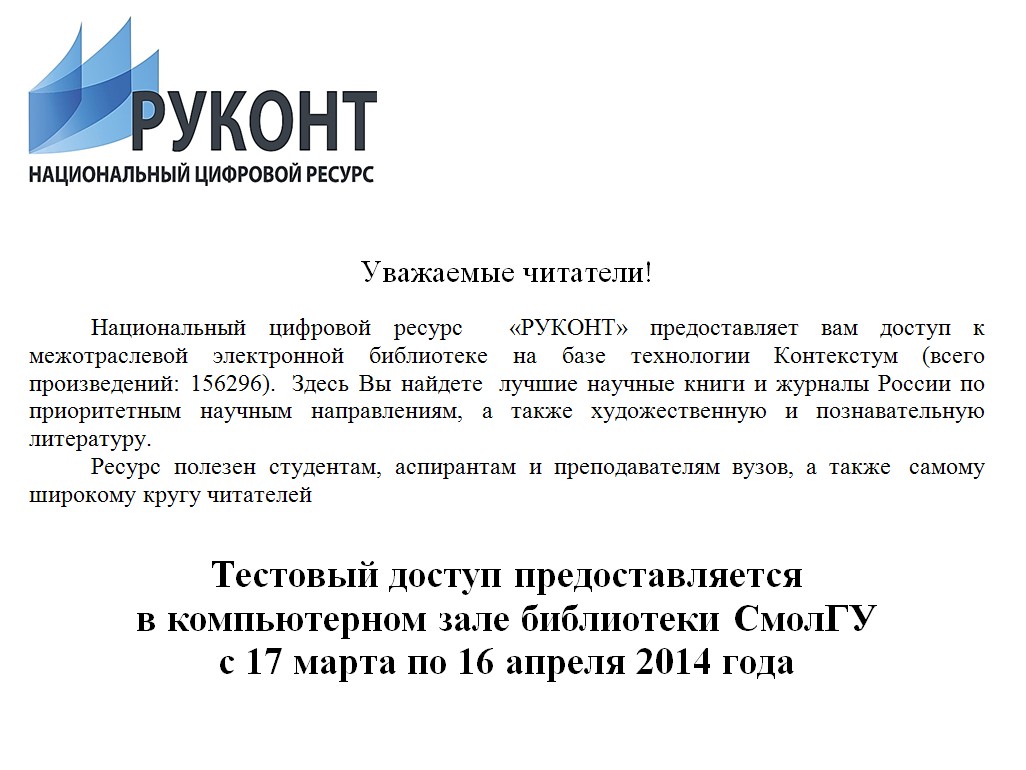 РУКОНТ
НАЦИОНАЛЬНЫЙ ЦИФРОВОЙ РЕСУРС
Уважаемые читатели!
Национальный цифровой ресурс «РУКОНТ» предоставляет вам доступ к
межотраслевой электронной библиотеке на базе технологии Контекстум (всего
произведений: 156296). Здесь Вы найдете лучшие научные книги и журналы России по
приоритетным научным направлениям, а также художественную и познавательную
литературу.
Ресурс полезен студентам, аспирантам и преподавателям вузов, а также самому
широкому кругу читателей
Тестовый доступ предоставляется
в компьютерном зале библиотеки СмолГУ
с 17 марта по 16 апреля 2014 года